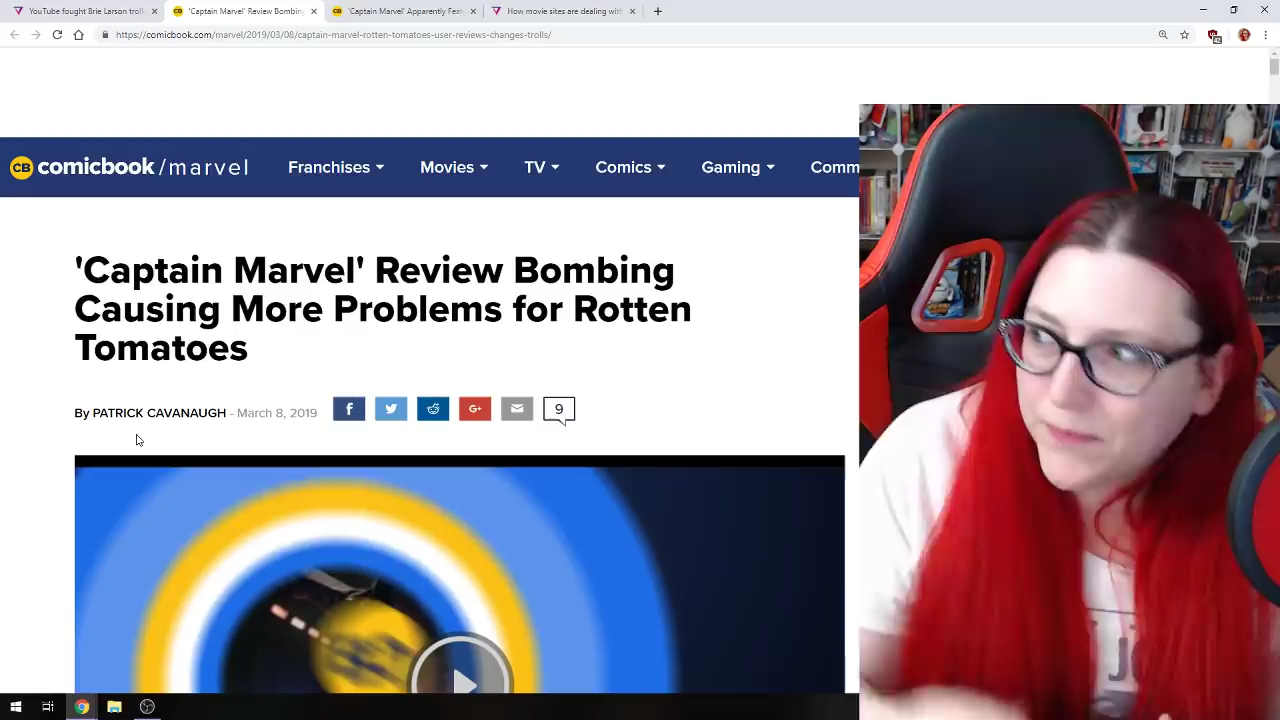 YouTube fought Brie Larson troll
'Captain Marvel' Review Bombing
'Captain Marvel' Apparently Feat
How movie sites are dealing with
https://comicbook.com/marvel/2019/03/08/captain-marvel-rotten-tomatoes-user-reviews-changes-trolls/
CB comicbook/marvel
Franchises
Movies
TV
Comics
Gaming
Comm
'Captain Marvel' Review Bombing
Causing More Problems for Rotten
Tomatoes
By PATRICK CAVANAUGH - March 8, 2019
f
G+
9